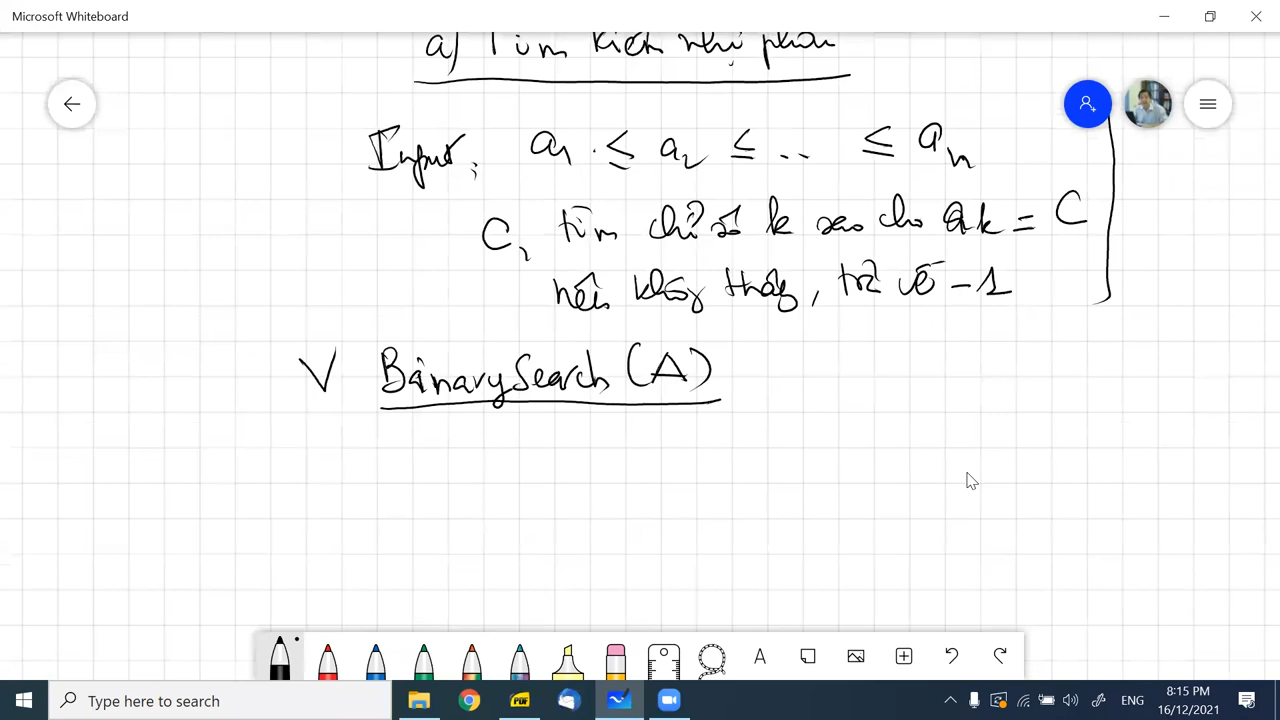 Microsoft Whiteboard
a) Tìm kiếm nhị phân
Input: a1 ≤ a2 ≤ .. ≤ an
C, tìm chỉ số k sao cho ak = C
nếu không thấy, trả về -1
V BinarySearch (A)
A
Type here to search
PDF
ENG
8:15 PM
16/12/2021